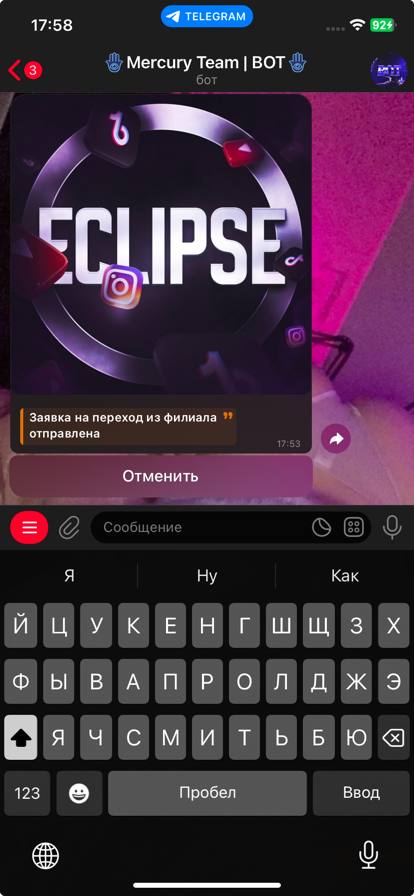 17:58
TELEGRAM
92
3
Mercury Team | BOT
бот
ECLIPSE
Заявка на переход из филиала
отправлена
17:53
Отменить
Сообщение
Я Ну Как
Й Ц У К Е Н Г Ш Щ З Х
Ф Ы В А П Р О Л Д Ж Э
Я Ч С М И Т Ь Б Ю
123 Пробел Ввод